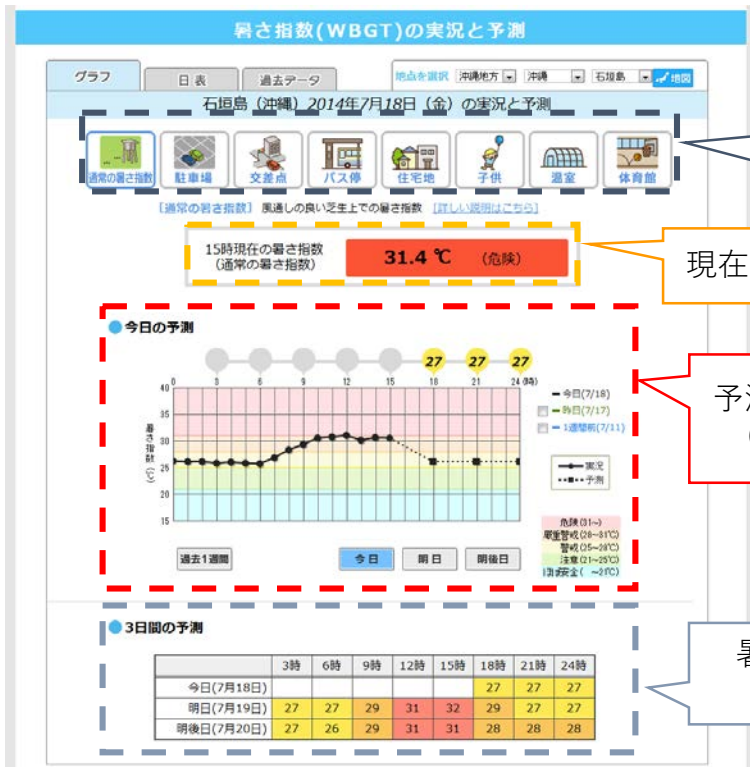 暑さ指数(WBGT)の実況と予測
グラフ 日表 過去データ 地点を選択 沖縄地方 沖縄 石垣島 地図
石垣島（沖縄）2014年7月18日（金）の実況と予測
通常の暑さ指数 駐車場 交差点 バス停 住宅地 子供 温室 体育館
［通常の暑さ指数］ 風通しの良い芝生上での暑さ指数 ［詳しい説明はこちら］
15時現在の暑さ指数
（通常の暑さ指数）
31.4 ℃ （危険）
現在
今日の予測
27 27 27
0 3 6 9 12 15 18 21 24 (時)
40
35
30
25
20
15
暑さ指数(℃)
今日(7/18)
昨日(7/17)
1週間前(7/11)
実況
予測
危険(31～)
厳重警戒(28～31℃)
警戒(25～28℃)
注意(21～25℃)
ほぼ安全( ～21℃)
過去1週間 今日 明日 明後日
3日間の予測
3時 6時 9時 12時 15時 18時 21時 24時
今日(7月18日) 27 27 27
明日(7月19日) 27 27 29 31 32 29 27 27
明後日(7月20日) 27 26 29 31 31 28 28 28